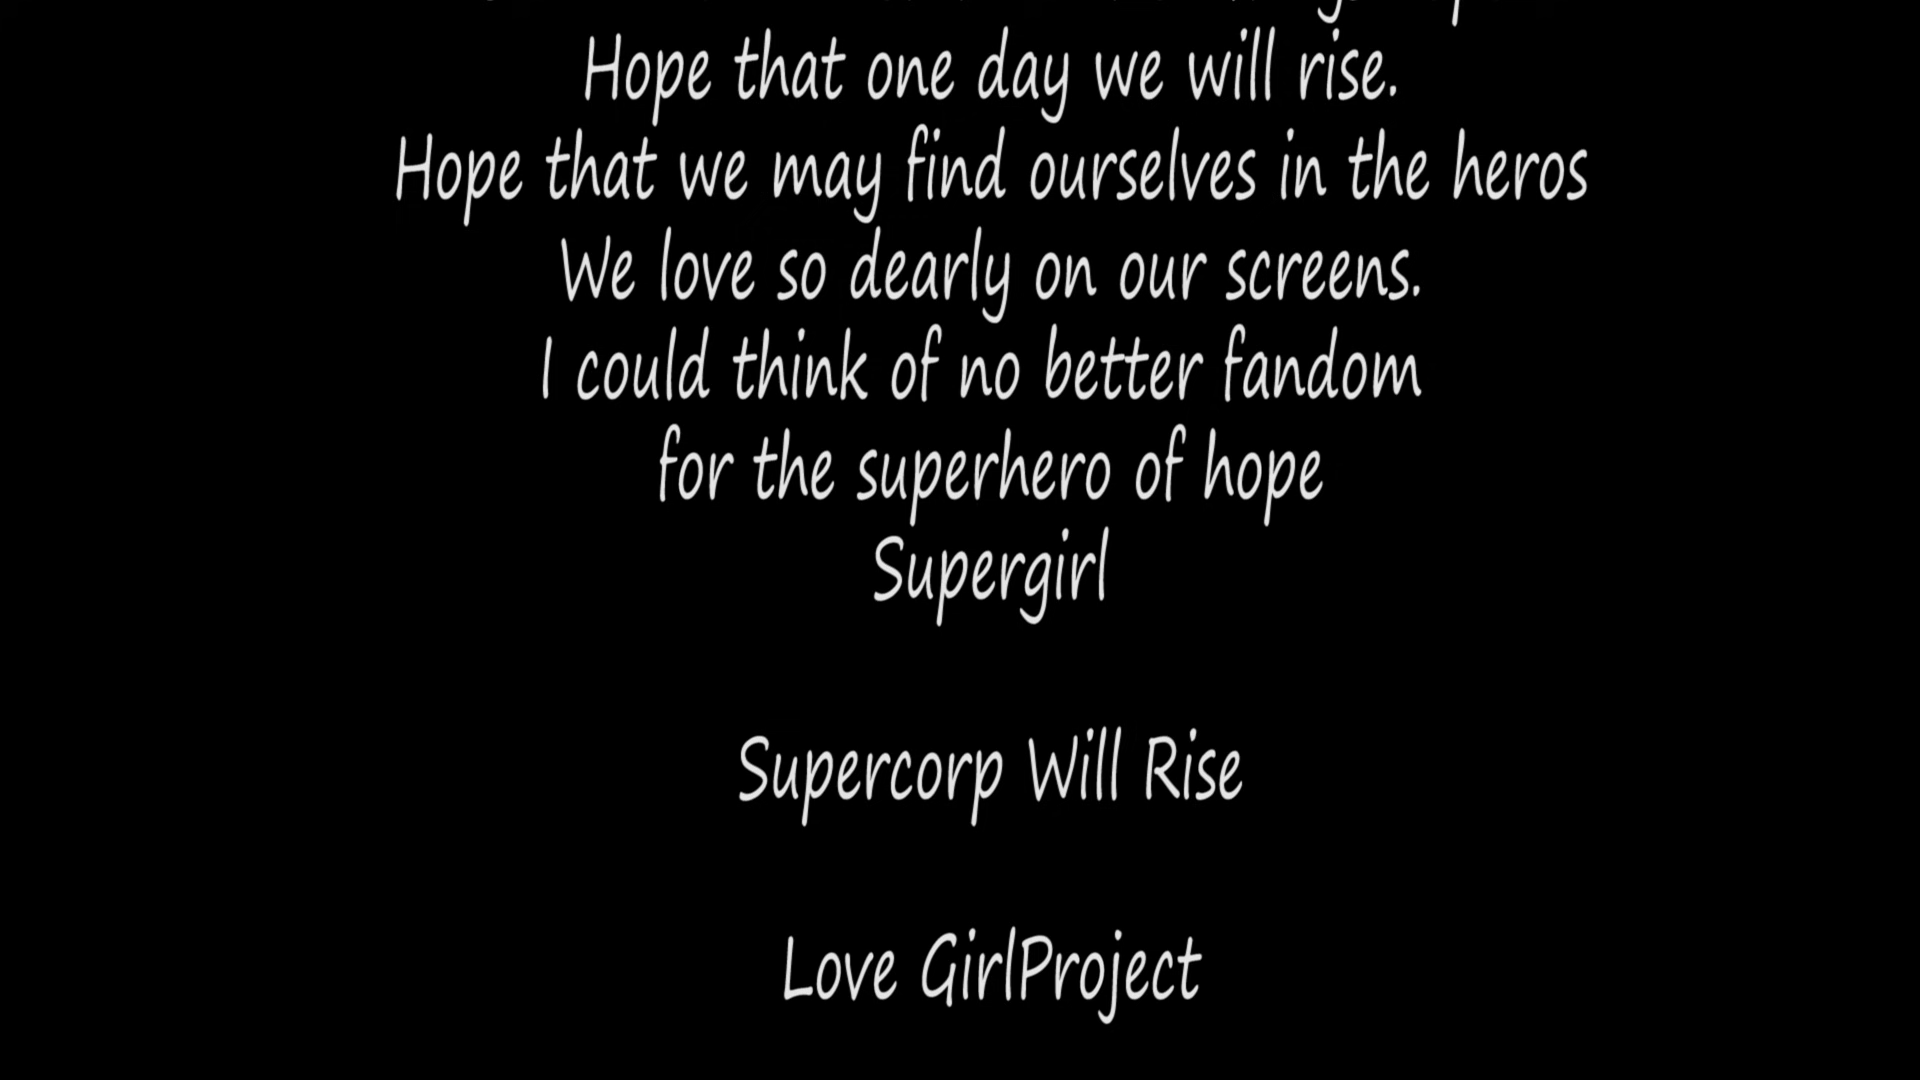 Hope that one day we will rise.
Hope that we may find ourselves in the heros
We love so dearly on our screens.
I could think of no better fandom
for the superhero of hope
Supergirl
Supercorp Will Rise
Love GirlProject